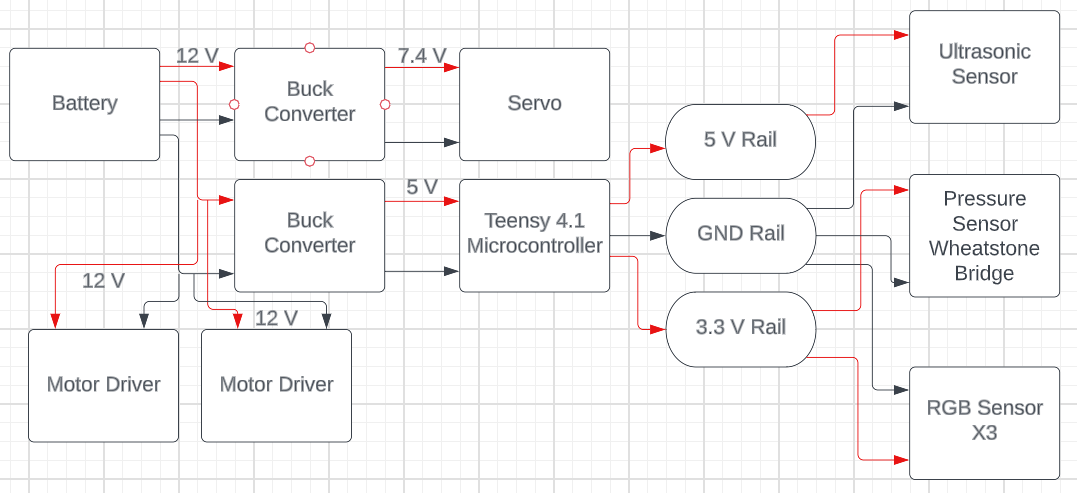 12 V
7.4 V
Battery
Buck
Converter
Servo
5 V Rail
Ultrasonic
Sensor
5 V
Buck
Converter
Teensy 4.1
Microcontroller
GND Rail
Pressure
Sensor
Wheatstone
Bridge
12 V
12 V
3.3 V Rail
Motor Driver
Motor Driver
RGB Sensor
X3